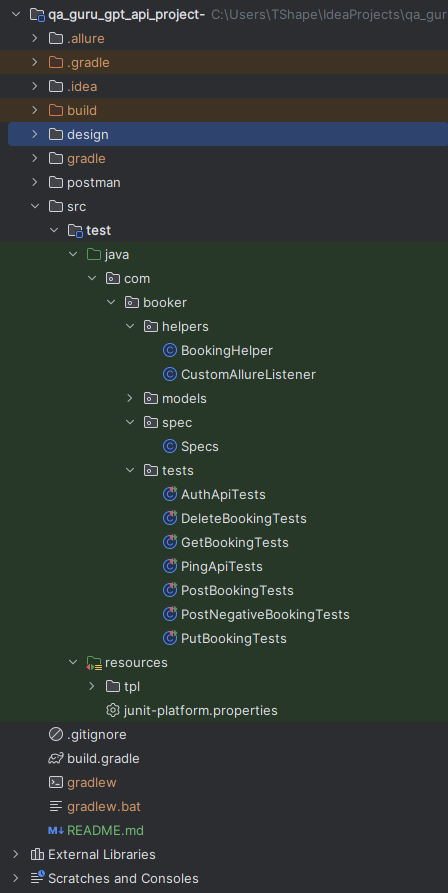 qa_guru_gpt_api_project- C:\Users\TShape\IdeaProjects\qa_gur
.allure
.gradle
.idea
build
design
gradle
postman
src
test
java
com
booker
helpers
BookingHelper
CustomAllureListener
models
spec
Specs
tests
AuthApiTests
DeleteBookingTests
GetBookingTests
PingApiTests
PostBookingTests
PostNegativeBookingTests
PutBookingTests
resources
tpl
junit-platform.properties
.gitignore
build.gradle
gradlew
gradlew.bat
README.md
External Libraries
Scratches and Consoles